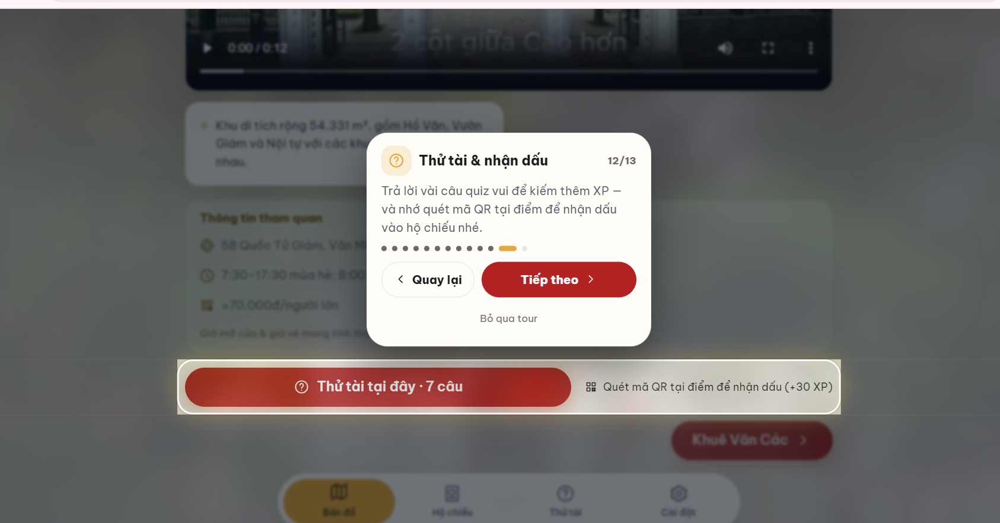 2 cột giữa Cao hơn
0:00 / 0:12
Khu di tích rộng 54.331 m², gồm Hồ Văn, Vườn
Giám và Nội tự với các khu
nhau.
Thử tài & nhận dấu
12/13
Trả lời vài câu quiz vui để kiếm thêm XP —
và nhớ quét mã QR tại điểm để nhận dấu
vào hộ chiếu nhé.
Quay lại
Tiếp theo
Bỏ qua tour
Thông tin tham quan
58 Quốc Tử Giám, Văn M
7:30–17:30 mùa hè; 8:00
≈70.000đ/người lớn
Giờ mở cửa & giá vé mang tính th
Thử tài tại đây · 7 câu
Quét mã QR tại điểm để nhận dấu (+30 XP)
Khuê Văn Các
Bản đồ
Hộ chiếu
Thử tài
Cài đặt